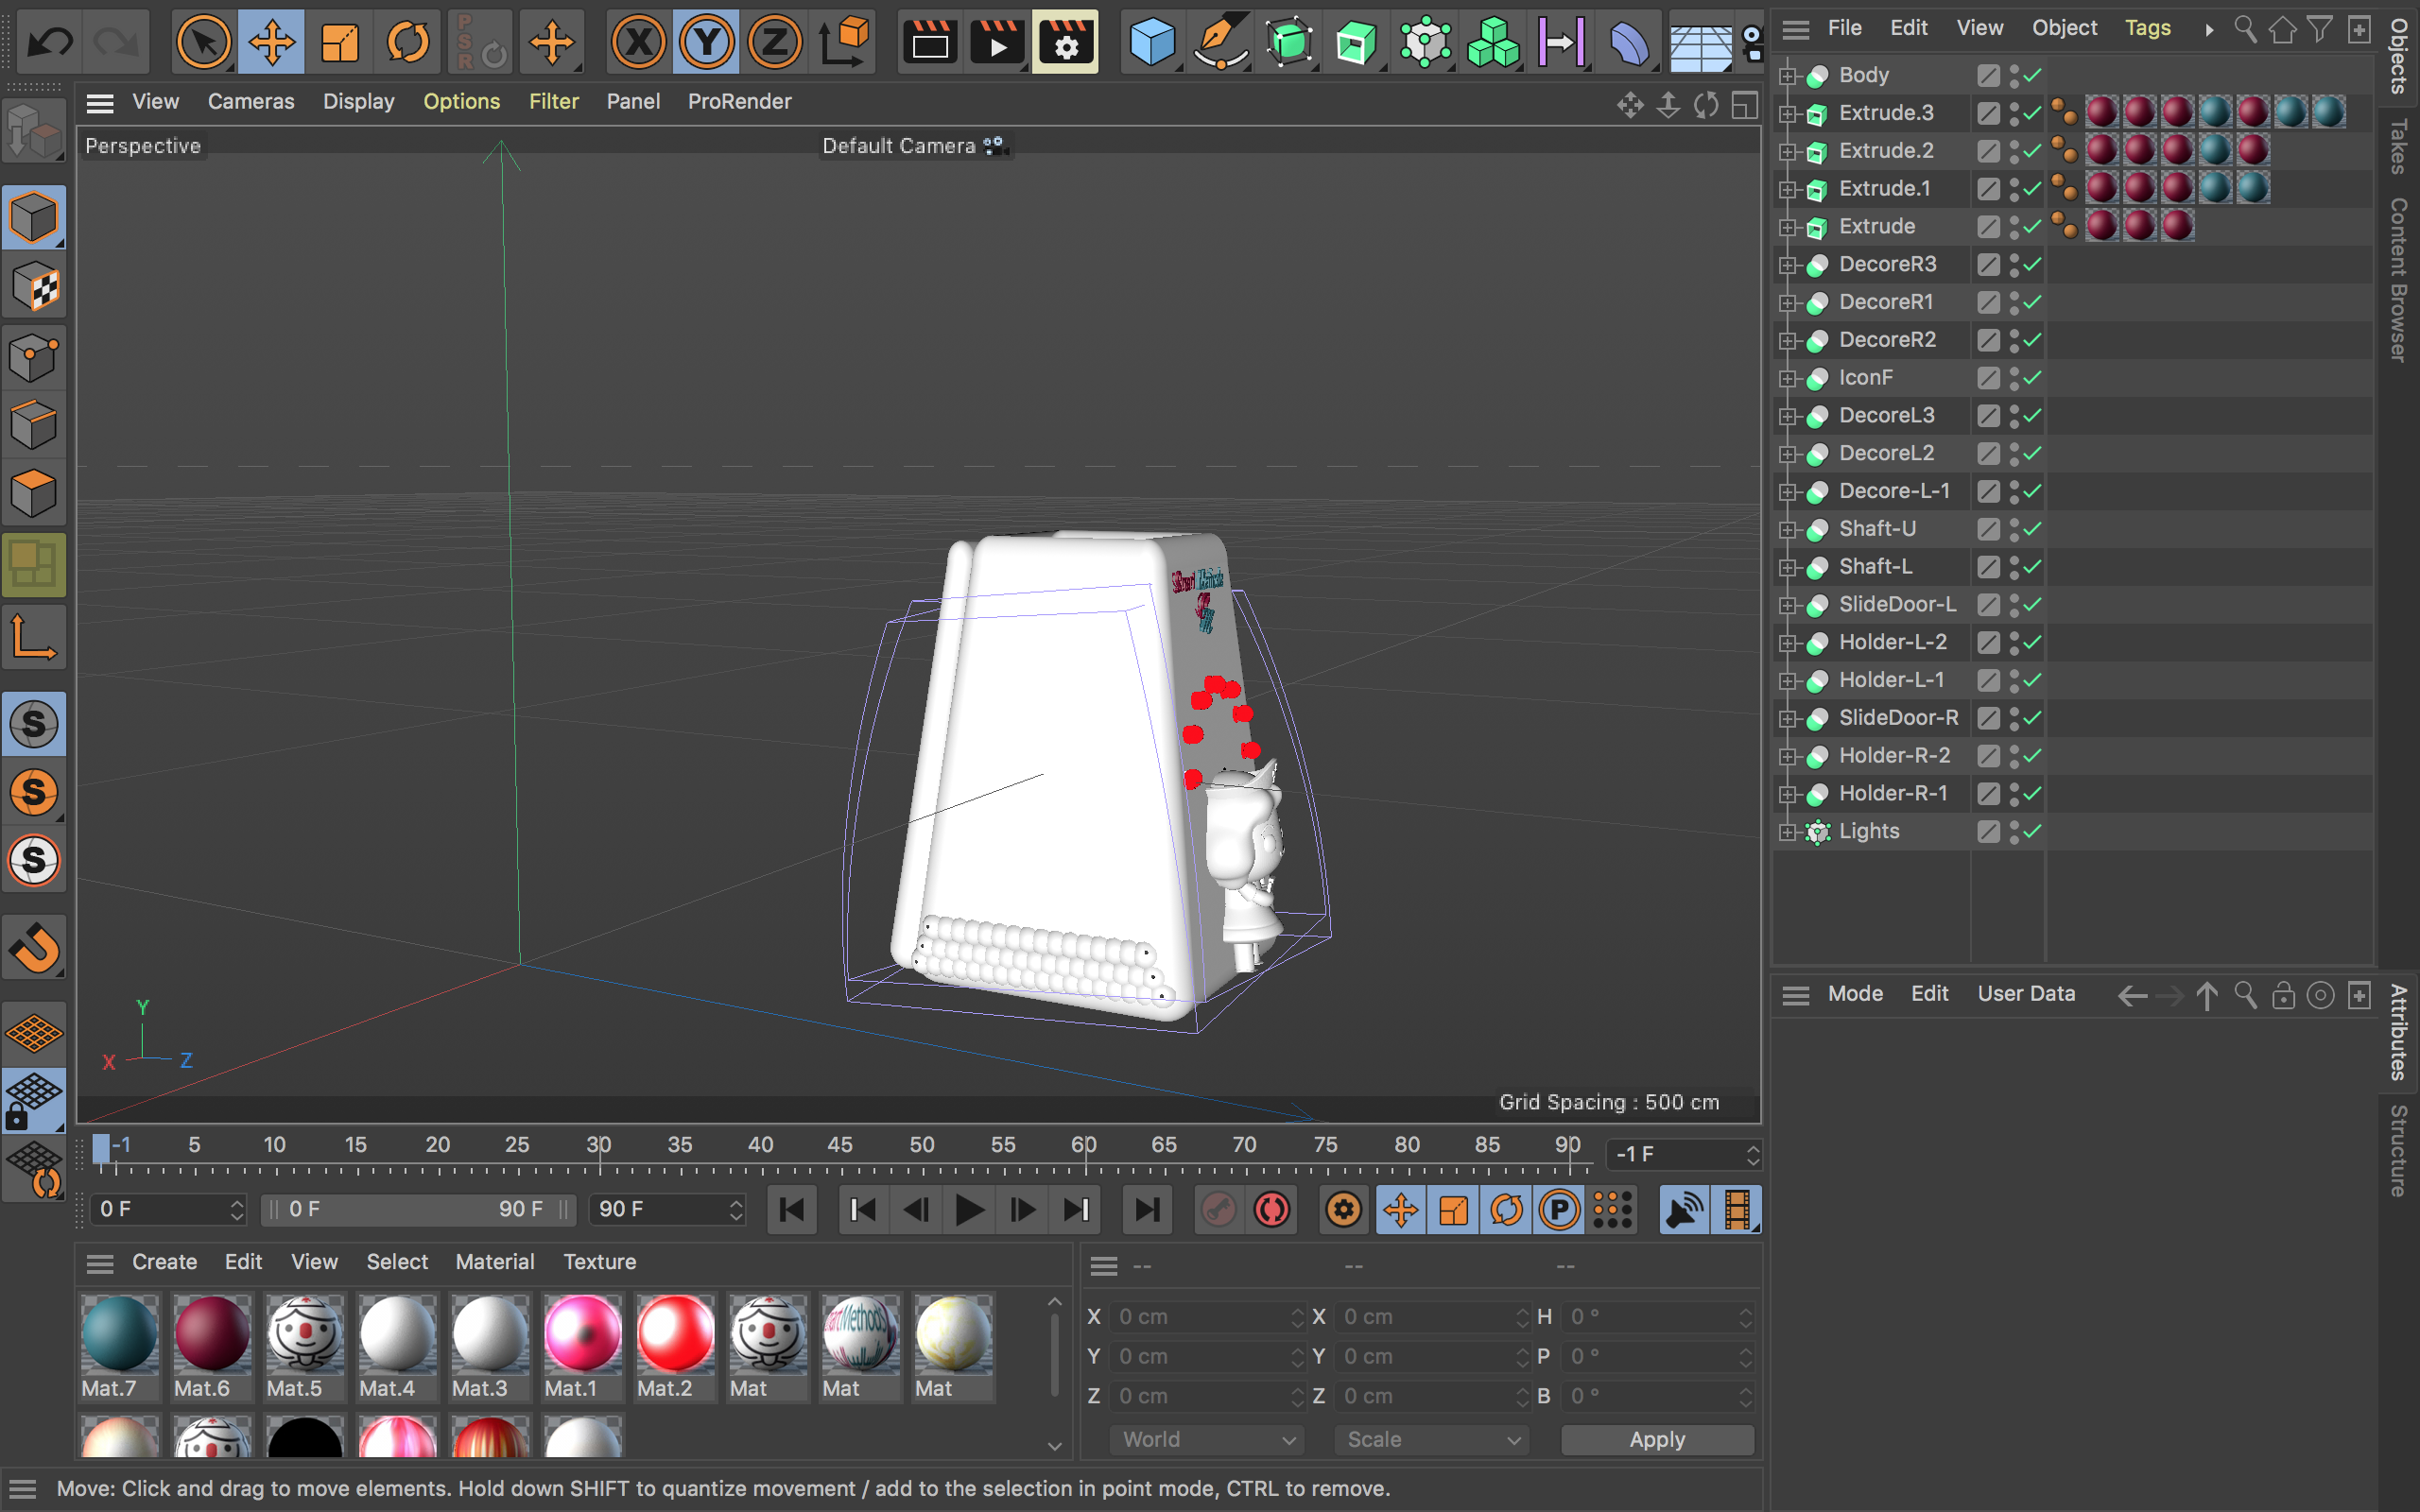 PSR
X Y Z
File Edit View Object Tags
Objects
Takes
Content Browser
View Cameras Display Options Filter Panel ProRender
Perspective
Default Camera
Body
Extrude.3
Extrude.2
Extrude.1
Extrude
DecoreR3
DecoreR1
DecoreR2
IconF
DecoreL3
DecoreL2
Decore-L-1
Shaft-U
Shaft-L
SlideDoor-L
Holder-L-2
Holder-L-1
SlideDoor-R
Holder-R-2
Holder-R-1
Lights
S
S
S
Y
X Z
Grid Spacing : 500 cm
Mode Edit User Data
Attributes
Structure
-1 5 10 15 20 25 30 35 40 45 50 55 60 65 70 75 80 85 90
-1 F
0 F 0 F 90 F 90 F
P
Create Edit View Select Material Texture
-- -- --
Mat.7 Mat.6 Mat.5 Mat.4 Mat.3 Mat.1 Mat.2 Mat Mat Mat
X 0 cm X 0 cm H 0 °
Y 0 cm Y 0 cm P 0 °
Z 0 cm Z 0 cm B 0 °
World Scale Apply
Move: Click and drag to move elements. Hold down SHIFT to quantize movement / add to the selection in point mode, CTRL to remove.